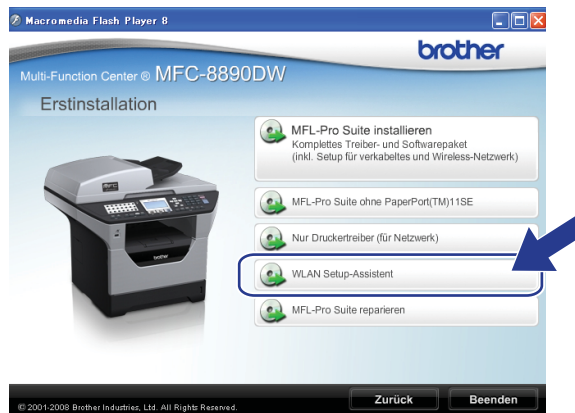 Macromedia Flash Player 8
brother
Multi-Function Center ® MFC-8890DW
Erstinstallation
MFL-Pro Suite installieren
Komplettes Treiber- und Softwarepaket
(inkl. Setup für verkabeltes und Wireless-Netzwerk)
MFL-Pro Suite ohne PaperPort(TM)11SE
Nur Druckertreiber (für Netzwerk)
WLAN Setup-Assistent
MFL-Pro Suite reparieren
brother
Zurück
Beenden
© 2001-2008 Brother Industries, Ltd. All Rights Reserved.